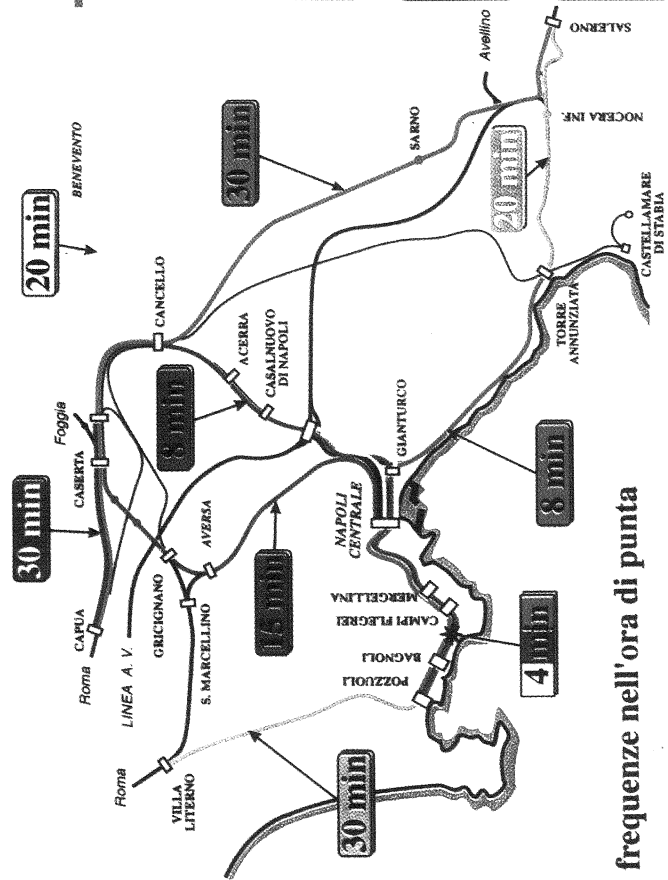 frequenze nell'ora di punta
Roma
CAPUA
30 min
Foggia
CASERTA
20 min
BENEVENTO
LINEA A. V.
GRICIGNANO
S. MARCELLINO
AVERSA
CANCELLO
8 min
ACERRA
CASALNUOVO
DI NAPOLI
30 min
SARNO
Avellino
SALERNO
NOCERA INF.
20 min
Roma
VILLA
LITERNO
15 min
30 min
NAPOLI
CENTRALE
GIANTURCO
MERGELLINA
CAMPI FLEGREI
BAGNOLI
POZZUOLI
4 min
8 min
TORRE
ANNUNZIATA
CASTELLAMARE
DI STABIA